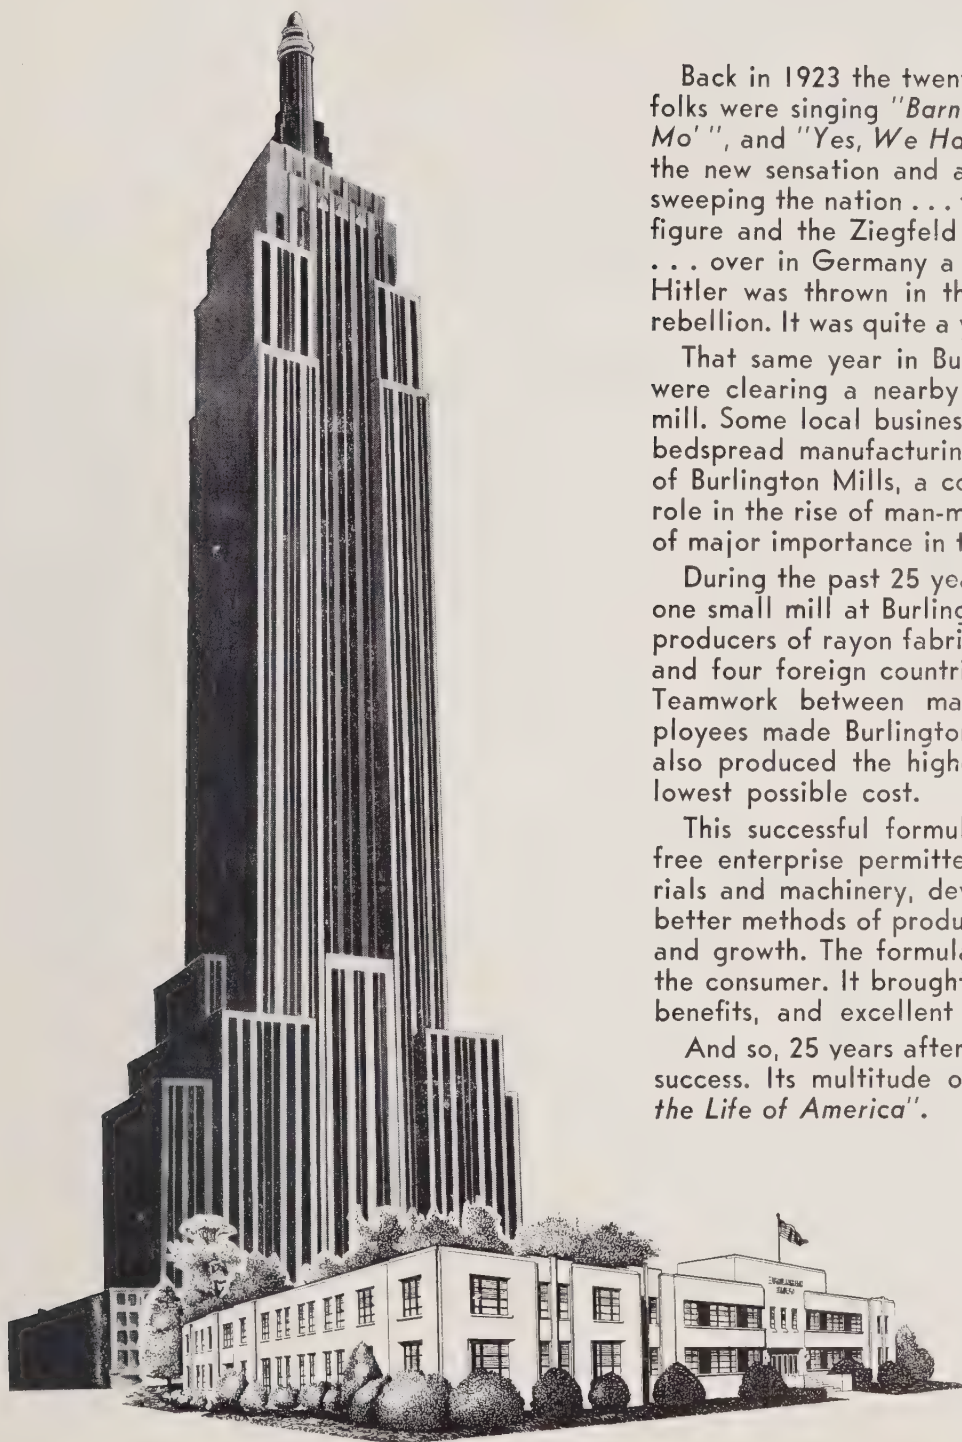 Back in 1923 the twen
folks were singing "Barn
Mo' ", and "Yes, We Ha
the new sensation and a
sweeping the nation . . .
figure and the Ziegfeld
. . . over in Germany a
Hitler was thrown in th
rebellion. It was quite a
That same year in Bu
were clearing a nearby
mill. Some local busines
bedspread manufacturin
of Burlington Mills, a co
role in the rise of man-m
of major importance in t
During the past 25 yea
one small mill at Burling
producers of rayon fabri
and four foreign countri
Teamwork between ma
ployees made Burlington
also produced the high
lowest possible cost.
This successful formul
free enterprise permitte
rials and machinery, dev
better methods of produ
and growth. The formula
the consumer. It brought
benefits, and excellent
And so, 25 years after
success. Its multitude o
the Life of America".